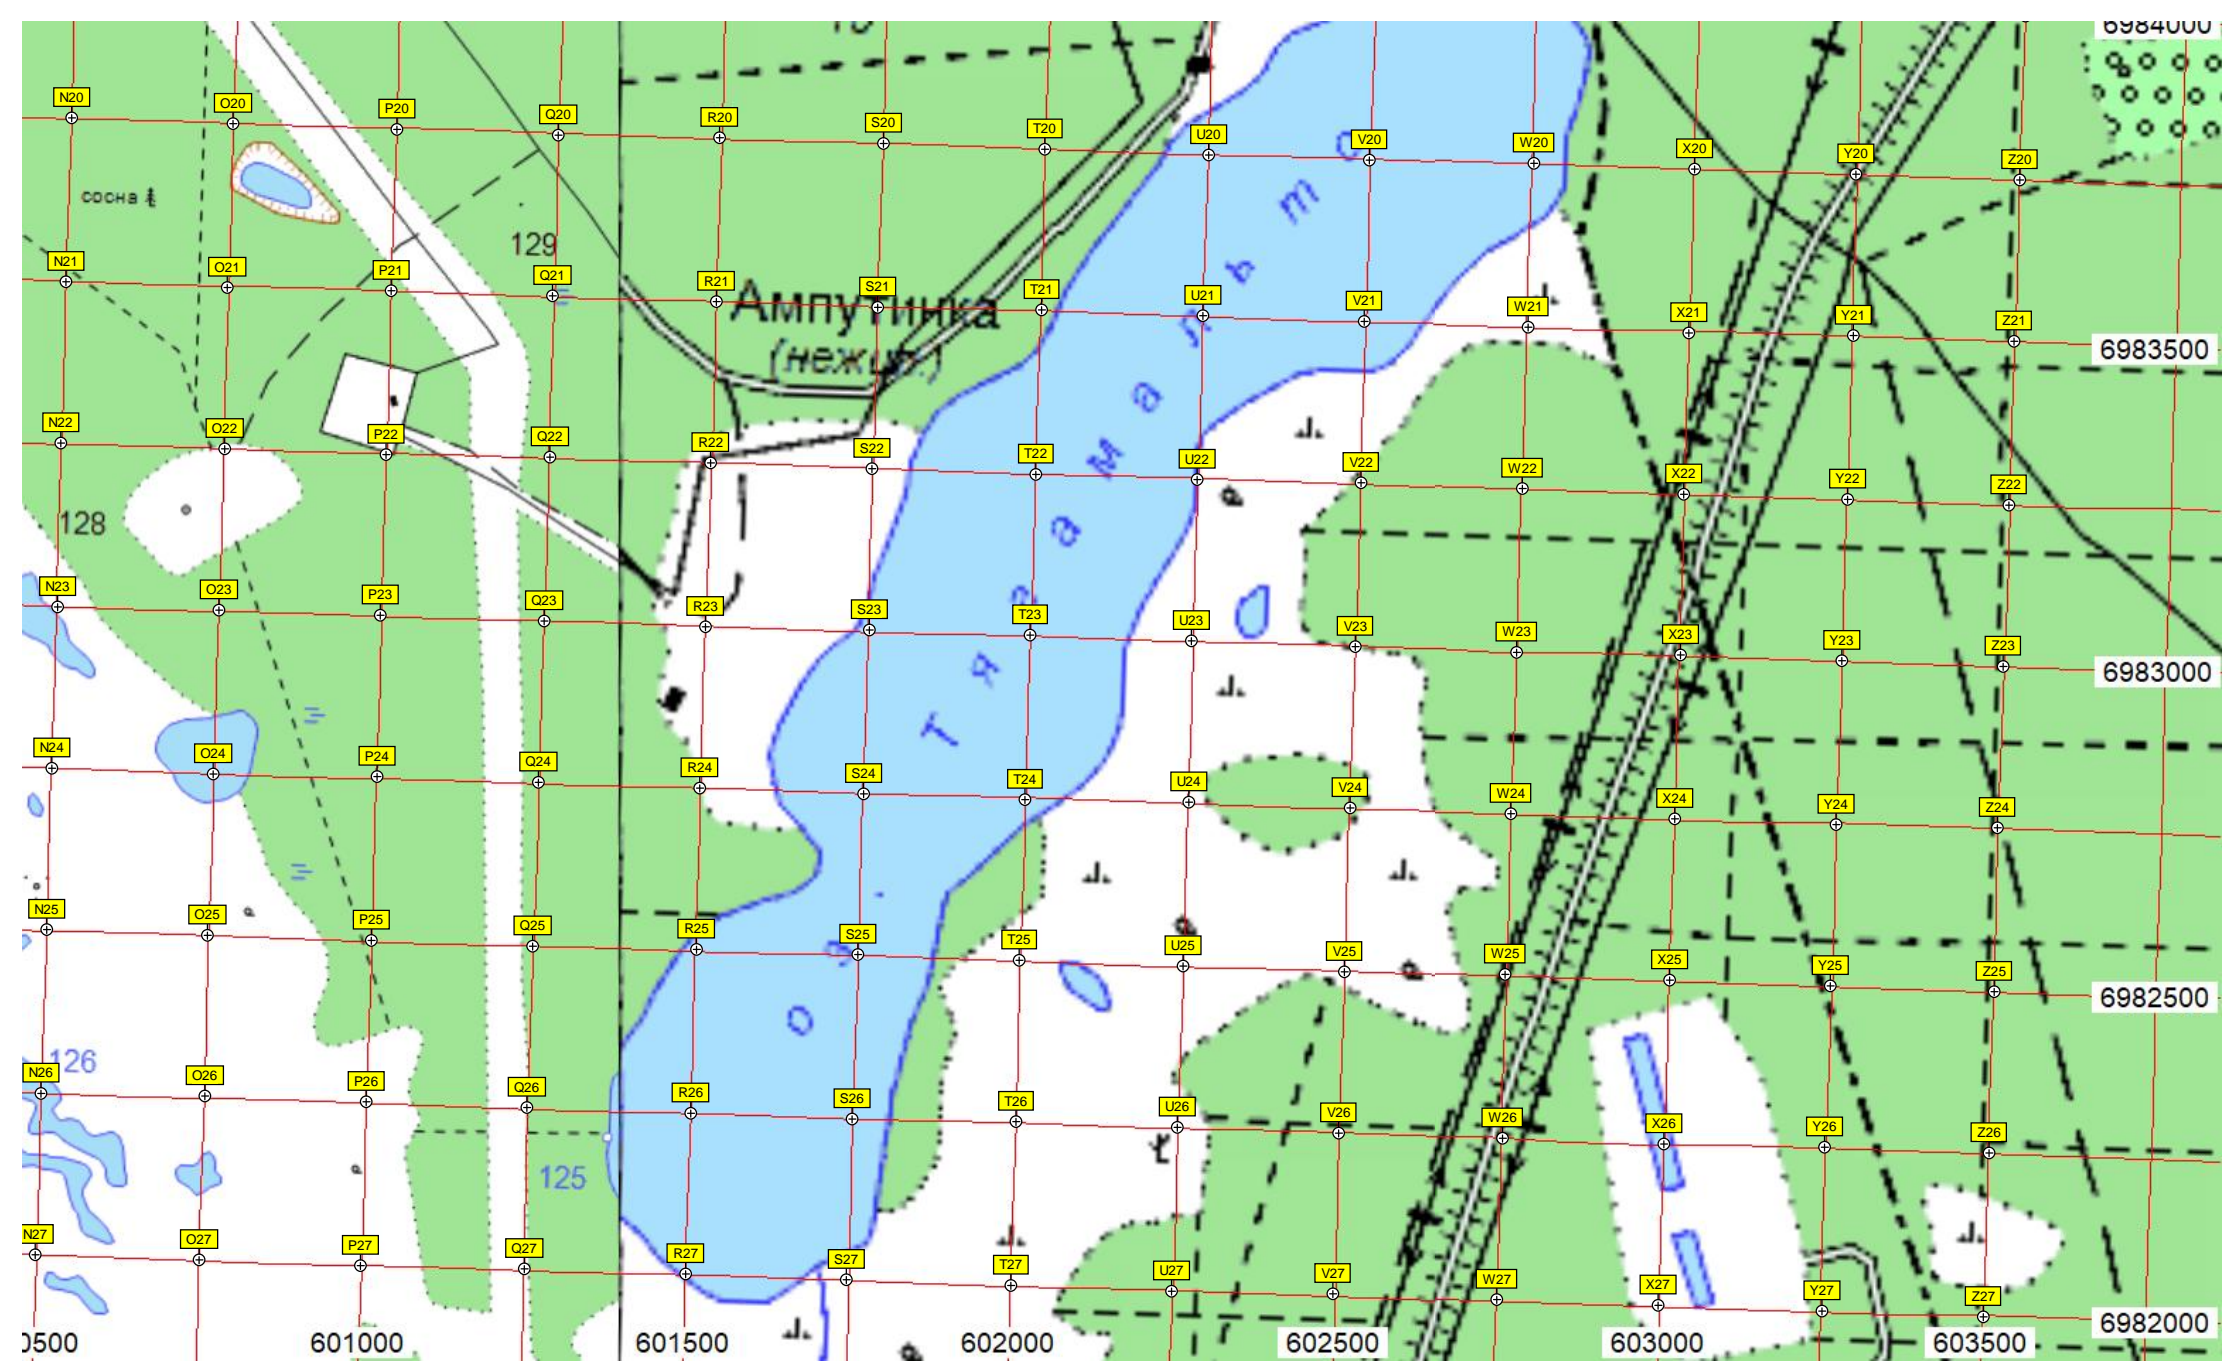 6984000
N20 O20 P20 Q20 R20 S20 T20 U20 V20 W20 X20 Y20 Z20
сосна
129
N21 O21 P21 Q21 R21 S21 T21 U21 V21 W21 X21 Y21 Z21
Ампутинка
(нежил.)
6983500
N22 O22 P22 Q22 R22 S22 T22 U22 V22 W22 X22 Y22 Z22
128
N23 O23 P23 Q23 R23 S23 T23 U23 V23 W23 X23 Y23 Z23
6983000
оз. Тяга Мальто
N24 O24 P24 Q24 R24 S24 T24 U24 V24 W24 X24 Y24 Z24
N25 O25 P25 Q25 R25 S25 T25 U25 V25 W25 X25 Y25 Z25
6982500
126
N26 O26 P26 Q26 R26 S26 T26 U26 V26 W26 X26 Y26 Z26
125
N27 O27 P27 Q27 R27 S27 T27 U27 V27 W27 X27 Y27 Z27
6982000
0500 601000 601500 602000 602500 603000 603500